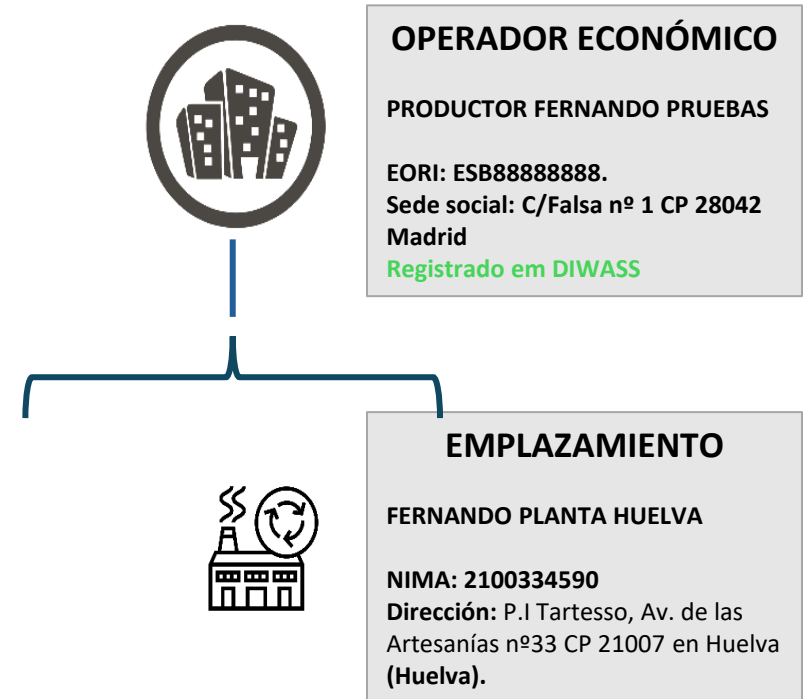 OPERADOR ECONÓMICO
PRODUCTOR FERNANDO PRUEBAS
EORI: ESB88888888.
Sede social: C/Falsa nº 1 CP 28042
Madrid
Registrado em DIWASS
EMPLAZAMIENTO
FERNANDO PLANTA HUELVA
NIMA: 2100334590
Dirección: P.I Tartesso, Av. de las
Artesanías nº33 CP 21007 en Huelva
(Huelva).